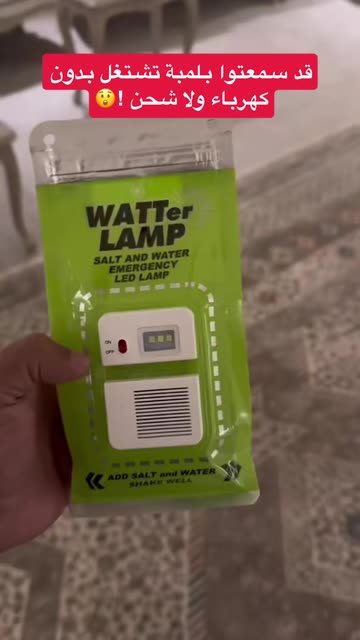 قد سمعتوا بلمبة تشتغل بدون
كهرباء ولا شحن !😲
WATTer
LAMP
SALT AND WATER
EMERGENCY
LED LAMP
ON
OFF
ADD SALT and WATER
SHAKE WELL